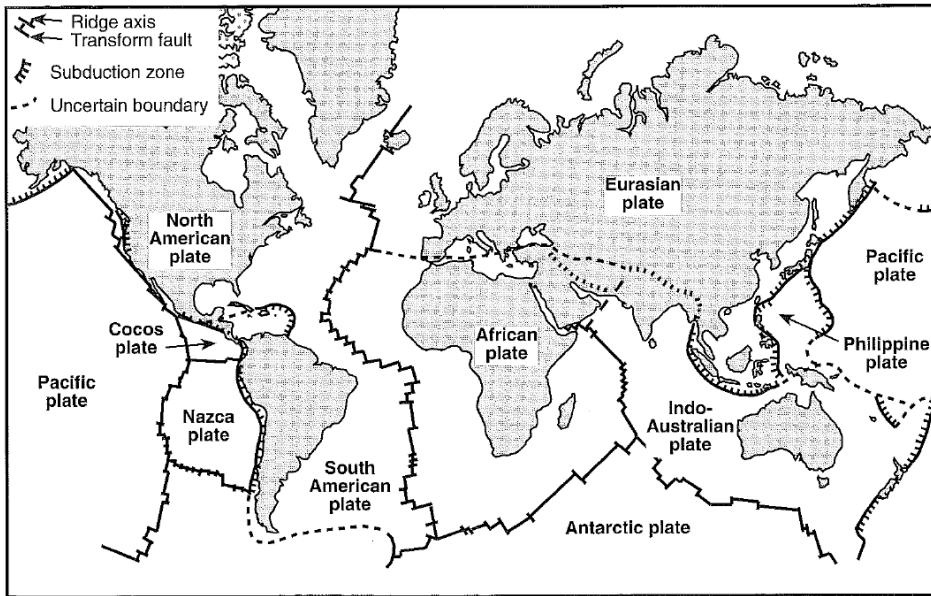 Ridge axis
Transform fault
Subduction zone
Uncertain boundary
North
American
plate
Eurasian
plate
Pacific
plate
Cocos
plate
African
plate
Philippine
plate
Pacific
plate
Nazca
plate
Indo-
Australian
plate
South
American
plate
Antarctic plate